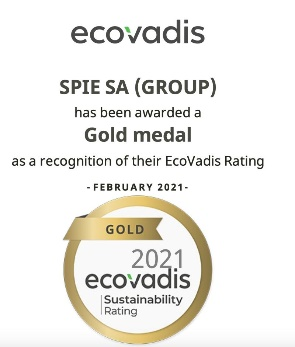 ecovadis
SPIE SA (GROUP)
has been awarded a
Gold medal
as a recognition of their EcoVadis Rating
- FEBRUARY 2021-
GOLD
2021
ecovadis
Sustainability
Rating